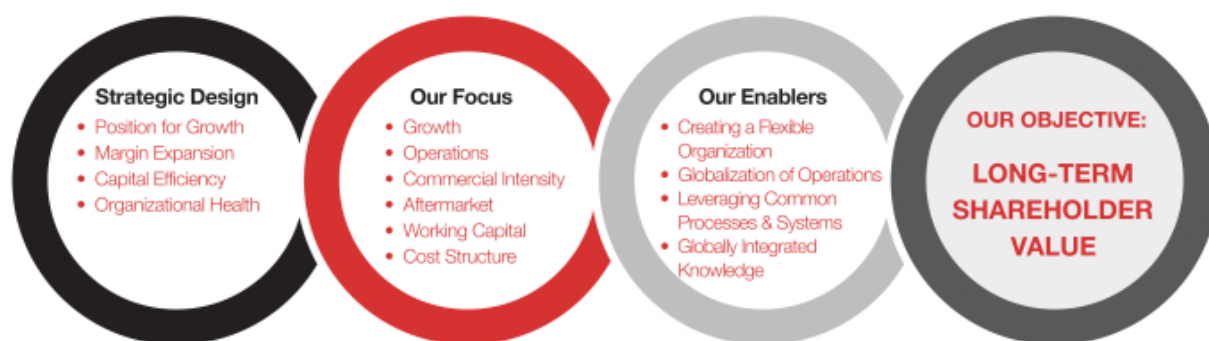 Strategic Design
• Position for Growth
• Margin Expansion
• Capital Efficiency
• Organizational Health
Our Focus
• Growth
• Operations
• Commercial Intensity
• Aftermarket
• Working Capital
• Cost Structure
Our Enablers
• Creating a Flexible
Organization
• Globalization of Operations
• Leveraging Common
Processes & Systems
• Globally Integrated
Knowledge
OUR OBJECTIVE:
LONG-TERM
SHAREHOLDER
VALUE